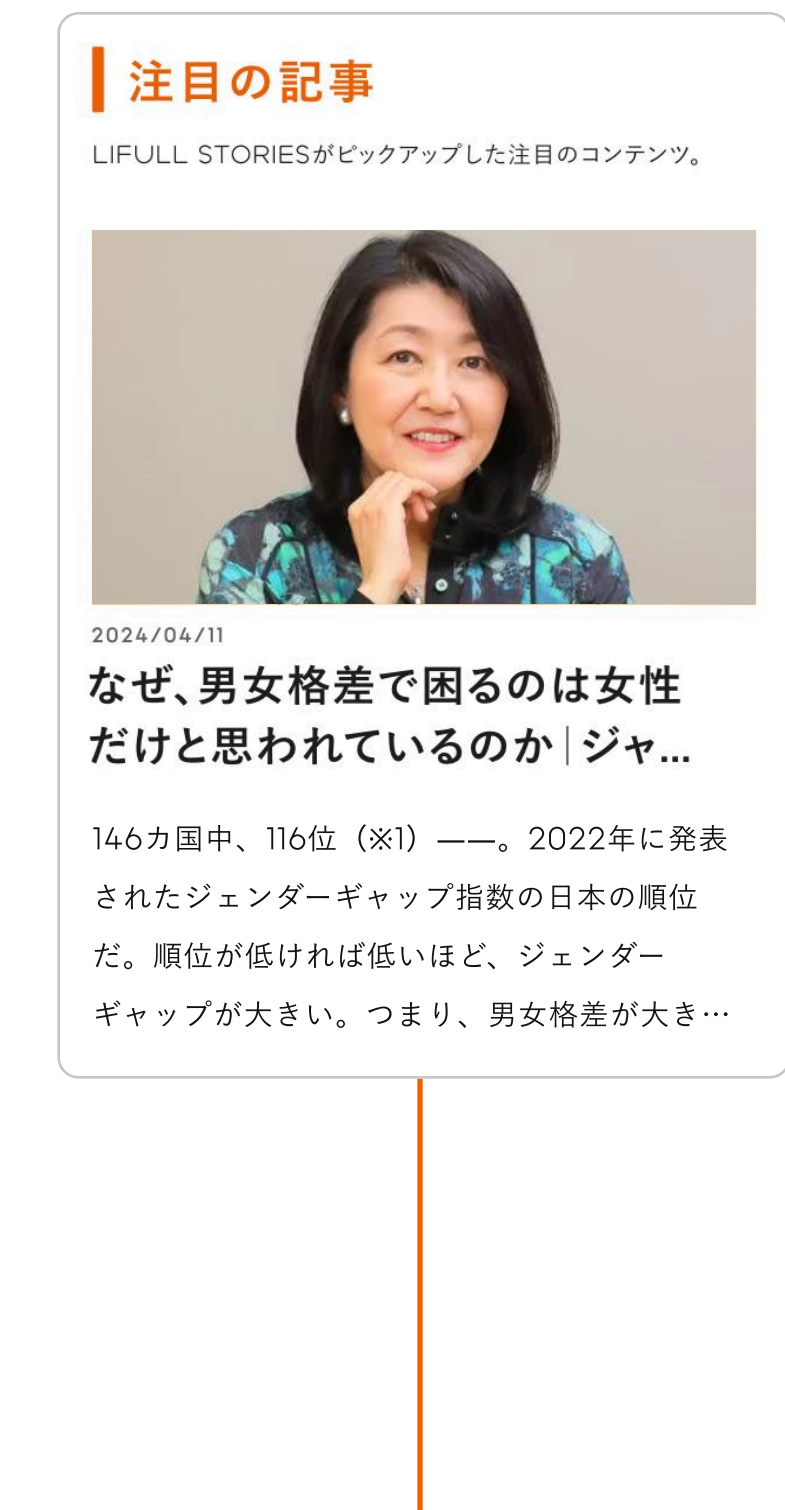 注目の記事
LIFULL STORIESがピックアップした注目のコンテンツ。
2024/04/11
なぜ、男女格差で困るのは女性
だけと思われているのか｜ジャ...
146カ国中、116位（※1）――。2022年に発表
されたジェンダーギャップ指数の日本の順位
だ。順位が低ければ低いほど、ジェンダー
ギャップが大きい。つまり、男女格差が大き…